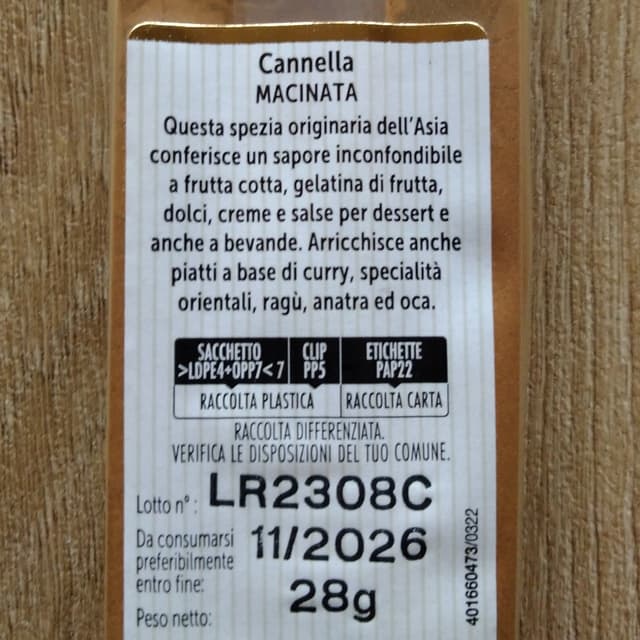 Cannella
MACINATA
Questa spezia originaria dell'Asia
conferisce un sapore inconfondibile
a frutta cotta, gelatina di frutta,
dolci, creme e salse per dessert e
anche a bevande. Arricchisce anche
piatti a base di curry, specialità
orientali, ragù, anatra ed oca.
SACCHETTO CLIP ETICHETTE
>LDPE4+OPP7<7 PP5 PAP22
RACCOLTA PLASTICA RACCOLTA CARTA
RACCOLTA DIFFERENZIATA.
VERIFICA LE DISPOSIZIONI DEL TUO COMUNE.
Lotto n°: LR2308C
Da consumarsi
preferibilmente
entro fine: 11/2026
Peso netto: 28g
401660473/0322